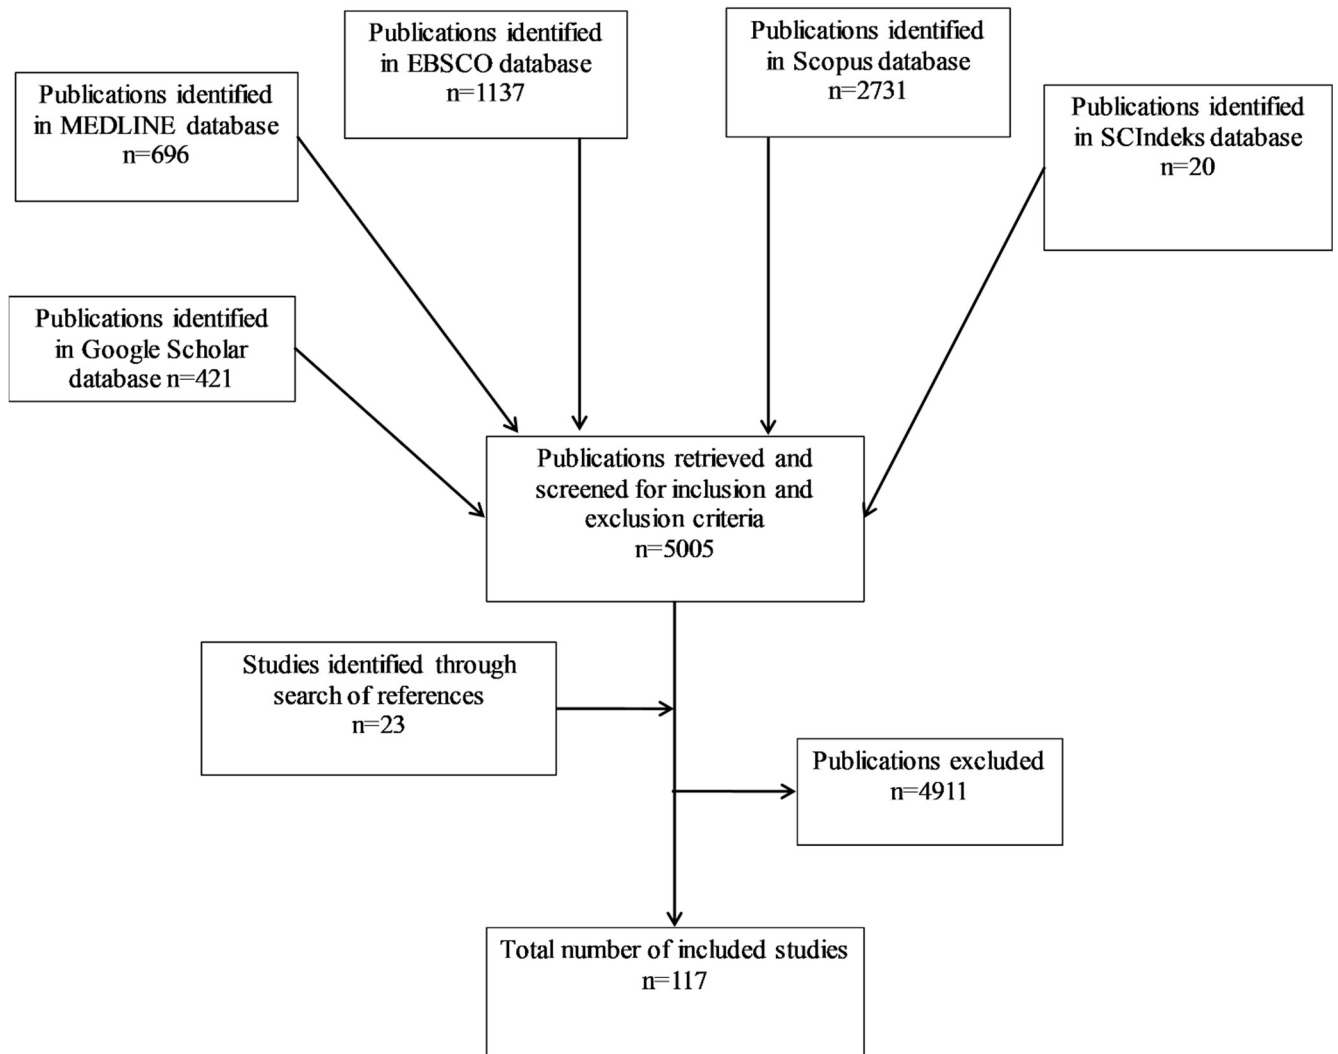 Publications identified
in EBSCO database
n=1137
Publications identified
in Scopus database
n=2731
Publications identified
in MEDLINE database
n=696
Publications identified
in SCIndeks database
n=20
Publications identified
in Google Scholar
database n=421
Publications retrieved and
screened for inclusion and
exclusion criteria
n=5005
Studies identified through
search of references
n=23
Publications excluded
n=4911
Total number of included studies
n=117